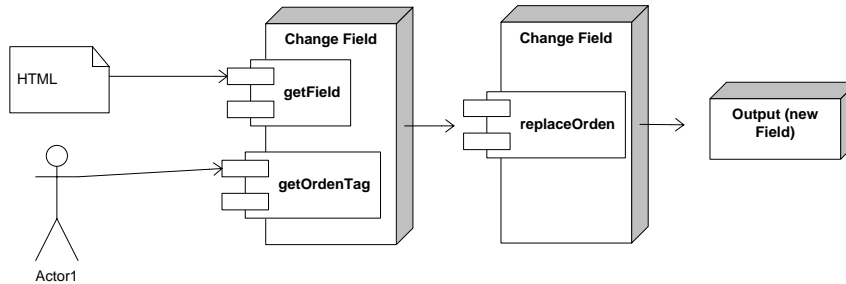 HTML
Actor1
Change Field
getField
getOrdenTag
Change Field
replaceOrden
Output (new
Field)